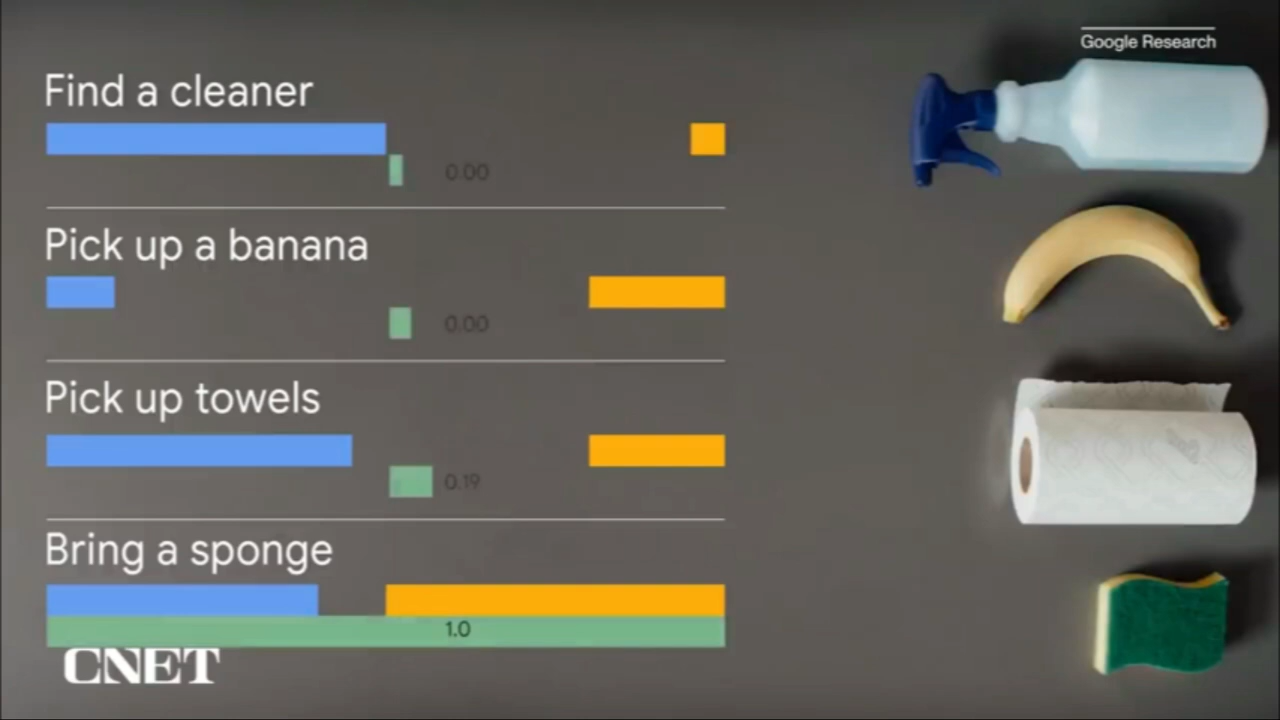 Google Research
Find a cleaner
0.00
Pick up a banana
0.00
Pick up towels
0.19
Bring a sponge
1.0
CNET